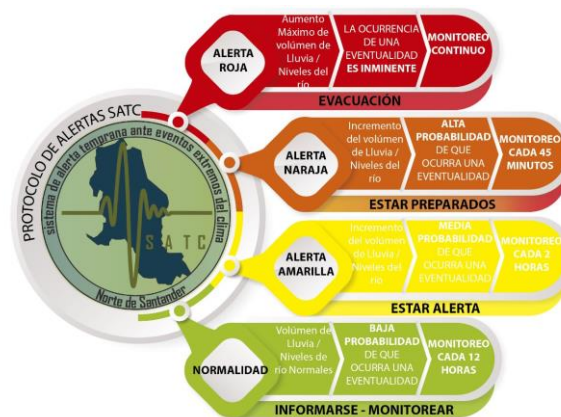 PROTOCOLO DE ALERTAS SATC
sistema de alerta temprana ante eventos extremos del clima
SATC
Norte de Santander
ALERTA
ROJA
Aumento
Máximo de
volúmen de
Lluvia /
Niveles del
río
LA OCURRENCIA
DE UNA
EVENTUALIDAD
ES INMINENTE
MONITOREO
CONTINUO
EVACUACIÓN
ALERTA
NARAJA
Incremento
del volúmen
de Lluvia /
Niveles del
río
ALTA
PROBABILIDAD
DE QUE
OCURRA UNA
EVENTUALIDAD
MONITOREO
CADA 45
MINUTOS
ESTAR PREPARADOS
ALERTA
AMARILLA
Incremento
del volúmen
de Lluvia /
Niveles del
río
MEDIA
PROBABILIDAD
DE QUE
OCURRA UNA
EVENTUALIDAD
MONITOREO
CADA 2
HORAS
ESTAR ALERTA
NORMALIDAD
Volúmen de
Lluvia /
Niveles de
río Normales
BAJA
PROBABILIDAD
DE QUE
OCURRA UNA
EVENTUALIDAD
MONITOREO
CADA 12
HORAS
INFORMARSE - MONITOREAR